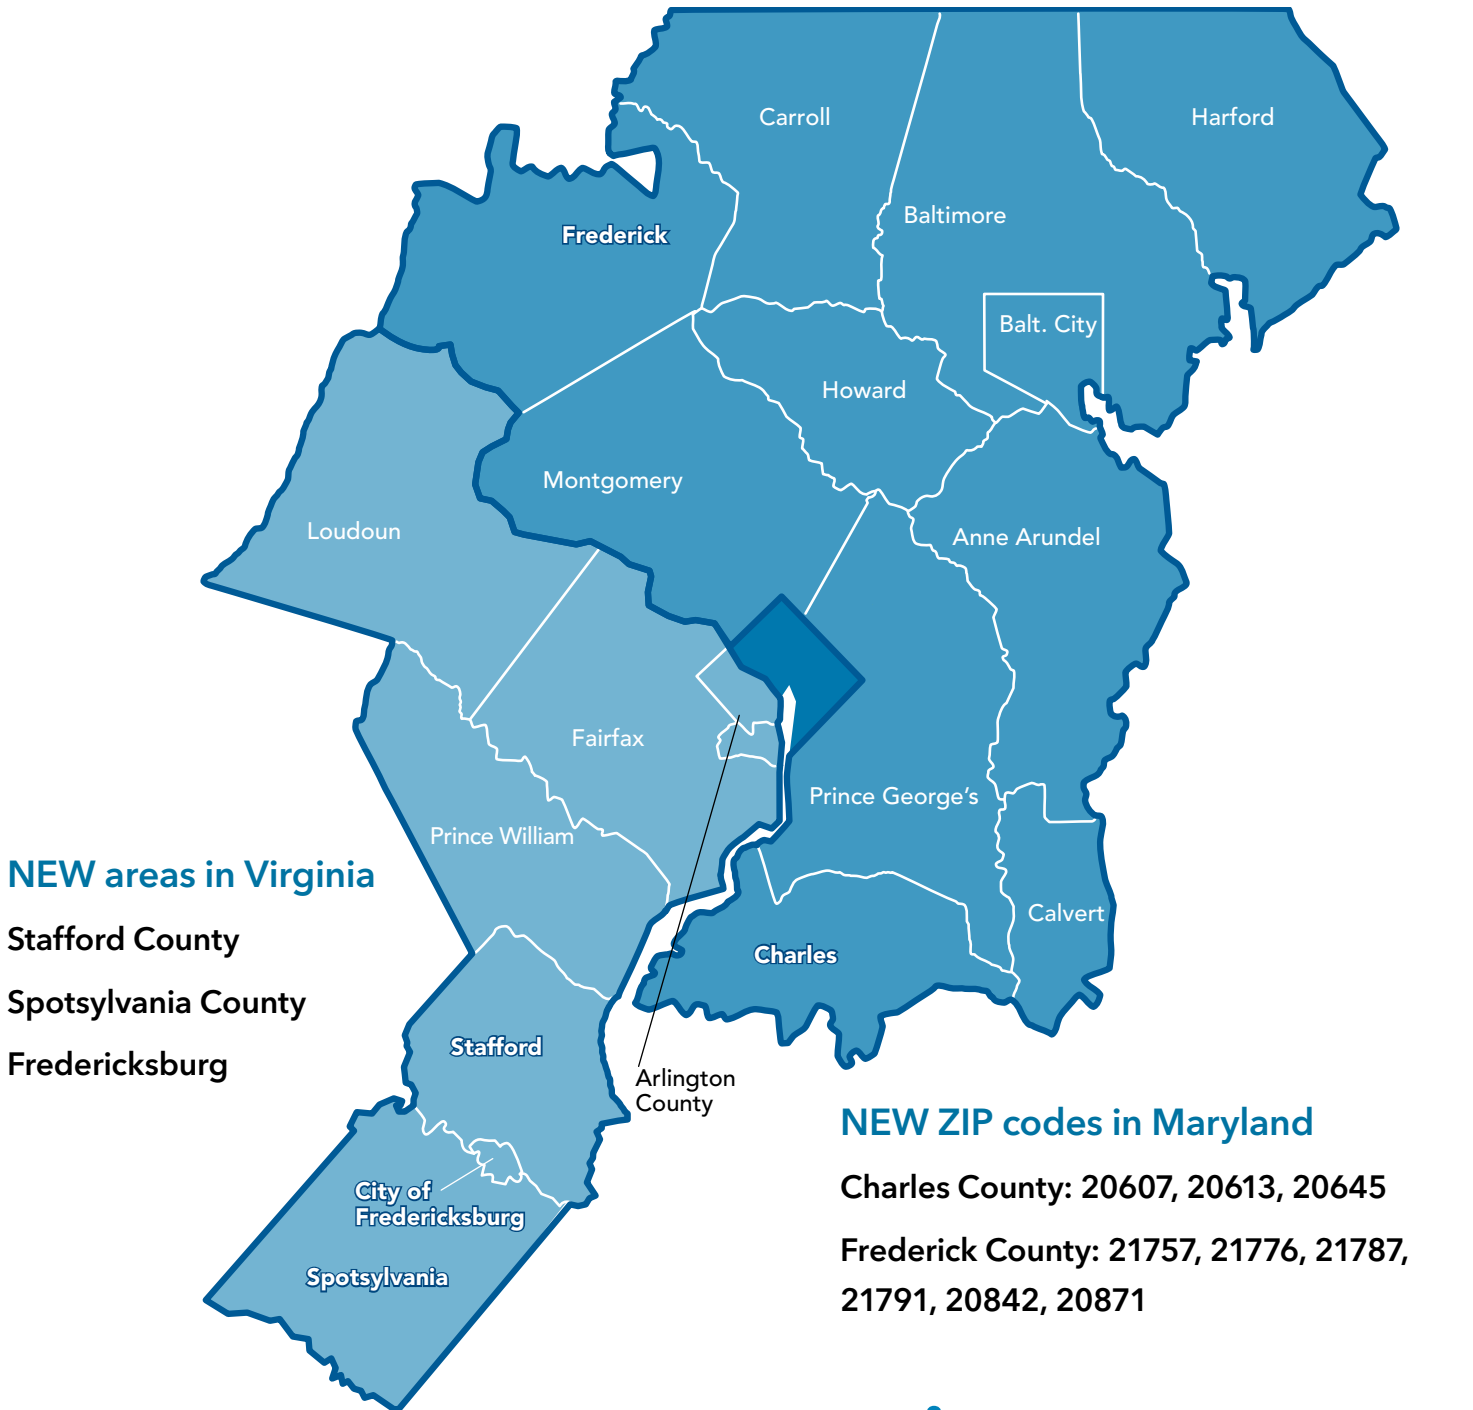 Carroll
Harford
Baltimore
Frederick
Balt. City
Howard
Montgomery
Loudoun
Anne Arundel
Fairfax
Prince George’s
Prince William
NEW areas in Virginia
Stafford County
Spotsylvania County
Fredericksburg
Calvert
Charles
Stafford
Arlington
County
City of
Fredericksburg
Spotsylvania
NEW ZIP codes in Maryland
Charles County: 20607, 20613, 20645
Frederick County: 21757, 21776, 21787,
21791, 20842, 20871